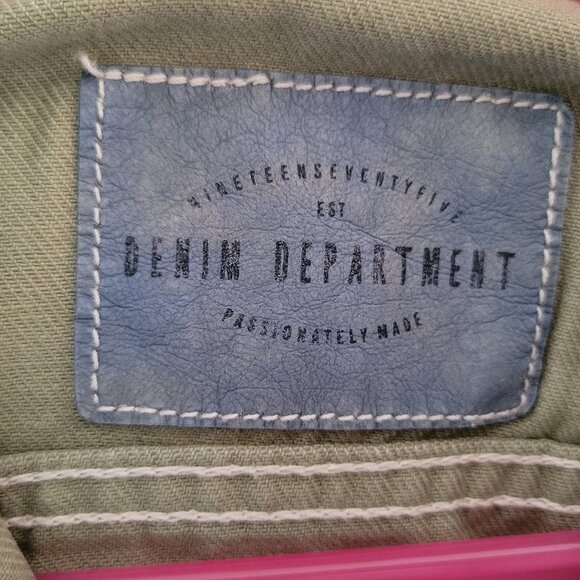 NINETEENSEVENTYFIVE
EST
DENIM DEPARTMENT
PASSIONATELY MADE